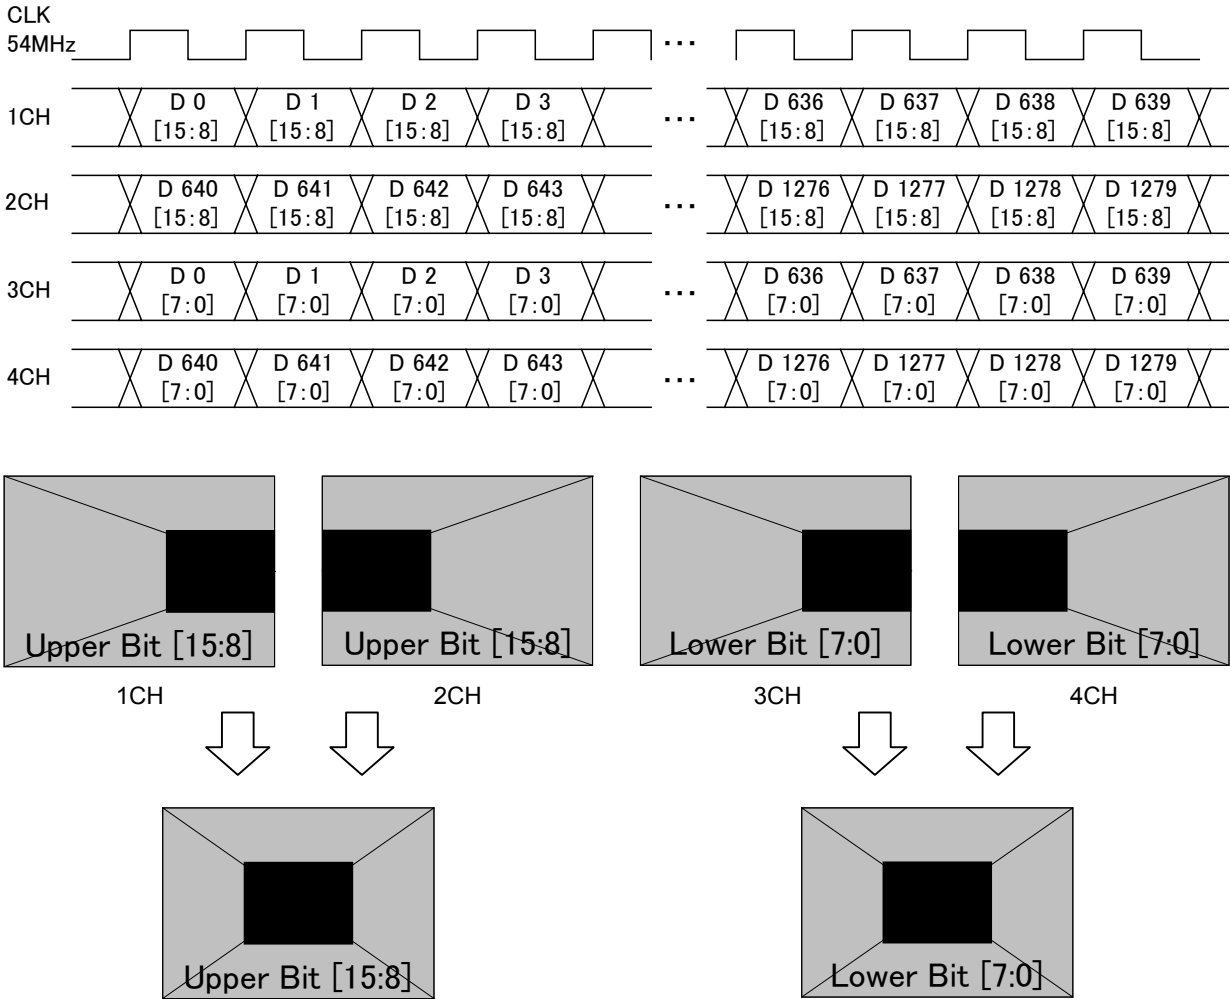 CLK
54MHz
...
1CH
D 0 D 1 D 2 D 3 ... D 636 D 637 D 638 D 639
[15:8] [15:8] [15:8] [15:8] [15:8] [15:8] [15:8] [15:8]
2CH
D 640 D 641 D 642 D 643 ... D 1276 D 1277 D 1278 D 1279
[15:8] [15:8] [15:8] [15:8] [15:8] [15:8] [15:8] [15:8]
3CH
D 0 D 1 D 2 D 3 ... D 636 D 637 D 638 D 639
[7:0] [7:0] [7:0] [7:0] [7:0] [7:0] [7:0] [7:0]
4CH
D 640 D 641 D 642 D 643 ... D 1276 D 1277 D 1278 D 1279
[7:0] [7:0] [7:0] [7:0] [7:0] [7:0] [7:0] [7:0]
Upper Bit [15:8] Upper Bit [15:8] Lower Bit [7:0] Lower Bit [7:0]
1CH 2CH 3CH 4CH
Upper Bit [15:8] Lower Bit [7:0]